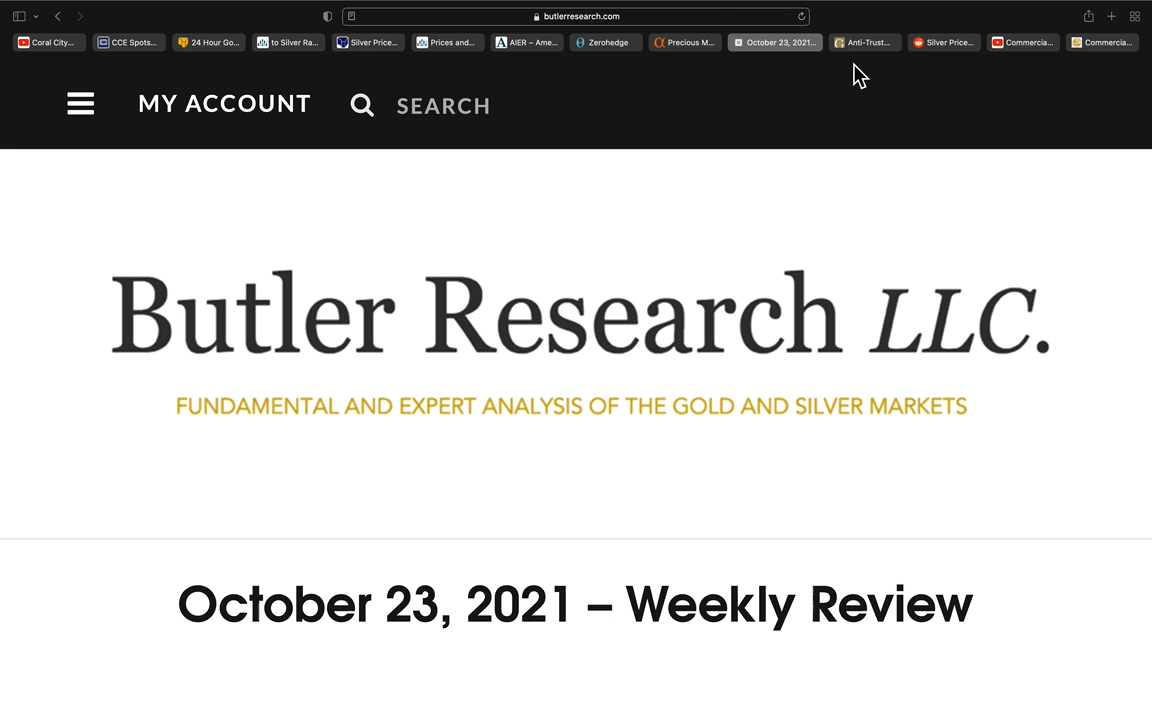 butlerresearch.com
Coral City...
CCE Spots...
24 Hour Go...
to Silver Ra...
Silver Price...
Prices and...
AIER – Ame...
Zerohedge
Precious M...
October 23, 2021...
Anti-Trust...
Silver Price...
Commercia...
Commercia...
MY ACCOUNT
SEARCH
Butler Research LLC.
FUNDAMENTAL AND EXPERT ANALYSIS OF THE GOLD AND SILVER MARKETS
October 23, 2021 – Weekly Review